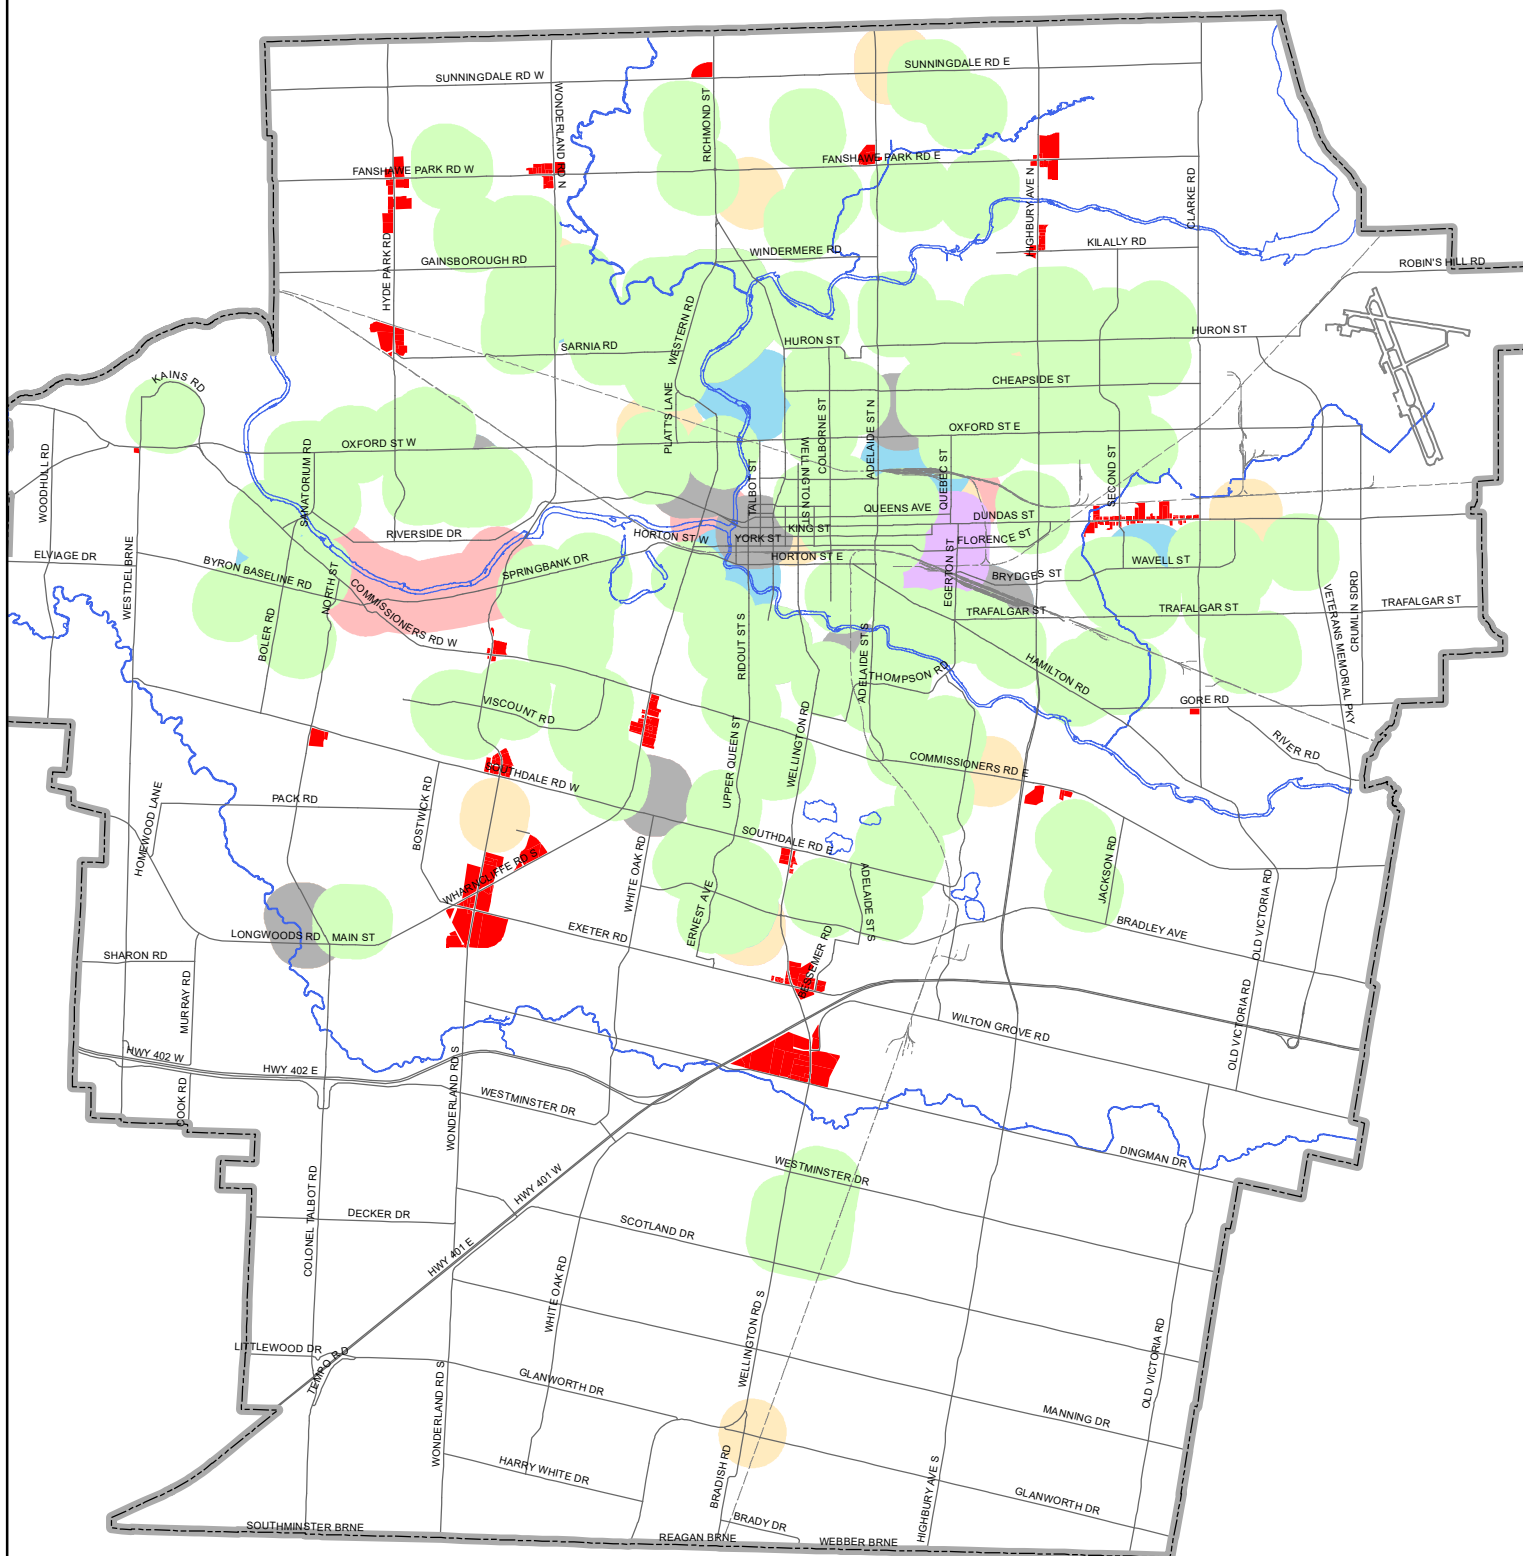 SUNNINGDALE RD W
SUNNINGDALE RD E
WONDERLAND RD N
RICHMOND ST
FANSHAWE PARK RD W
FANSHAWE PARK RD E
HIGHBURY AVE N
CLARKE RD
HYDE PARK RD
GAINSBOROUGH RD
WINDERMERE RD
KILALLY RD
ROBIN'S HILL RD
WESTERN RD
SARNIA RD
HURON ST
HURON ST
KAINS RD
PLATT'S LANE
CHEAPSIDE ST
COLBORNE ST
ADELAIDE ST N
WOODHULL RD
SANATORIUM RD
OXFORD ST W
OXFORD ST E
TALBOT ST
WELLINGTON ST
QUEBEC ST
SECOND ST
QUEENS AVE
DUNDAS ST
KING ST
RIVERSIDE DR
HORTON ST W
YORK ST
FLORENCE ST
HORTON ST E
ELVIAGE DR
BYRON BASELINE RD
SPRINGBANK DR
EGERTON ST
BRYDGES ST
WAVELL ST
WESTDEL BRNE
NORTH ST
COMMISSIONERS RD W
TRAFALGAR ST
TRAFALGAR ST
TRAFALGAR ST
VETERANS MEMORIAL PKY
CRUMLIN SDRD
BOLER RD
RIDOUT ST S
ADELAIDE ST S
THOMPSON RD
HAMILTON RD
VISCOUNT RD
GORE RD
RIVER RD
UPPER QUEEN ST
WELLINGTON RD
COMMISSIONERS RD E
SOUTHDALE RD W
PACK RD
BOSTWICK RD
HOMEWOOD LANE
SOUTHDALE RD E
WHARNCLIFFE RD S
WHITE OAK RD
ERNEST AVE
ADELAIDE ST S
JACKSON RD
OLD VICTORIA RD
LONGWOODS RD
MAIN ST
EXETER RD
BRADLEY AVE
SHARON RD
MURRAY RD
BESSEMER RD
WILTON GROVE RD
OLD VICTORIA RD
HWY 402 W
HWY 402 E
COOK RD
WONDERLAND RD S
WESTMINSTER DR
WESTMINSTER DR
DINGMAN DR
COLONEL TALBOT RD
HWY 401 W
DECKER DR
SCOTLAND DR
HWY 401 E
WHITE OAK RD
WELLINGTON RD S
LITTLEWOOD DR
TEMPO RD
GLANWORTH DR
OLD VICTORIA RD
MANNING DR
WONDERLAND RD S
HARRY WHITE DR
BRADISH RD
HIGHBURY AVE S
GLANWORTH DR
SOUTHMINSTER BRNE
BRADY DR
REAGAN BRNE
WEBBER BRNE